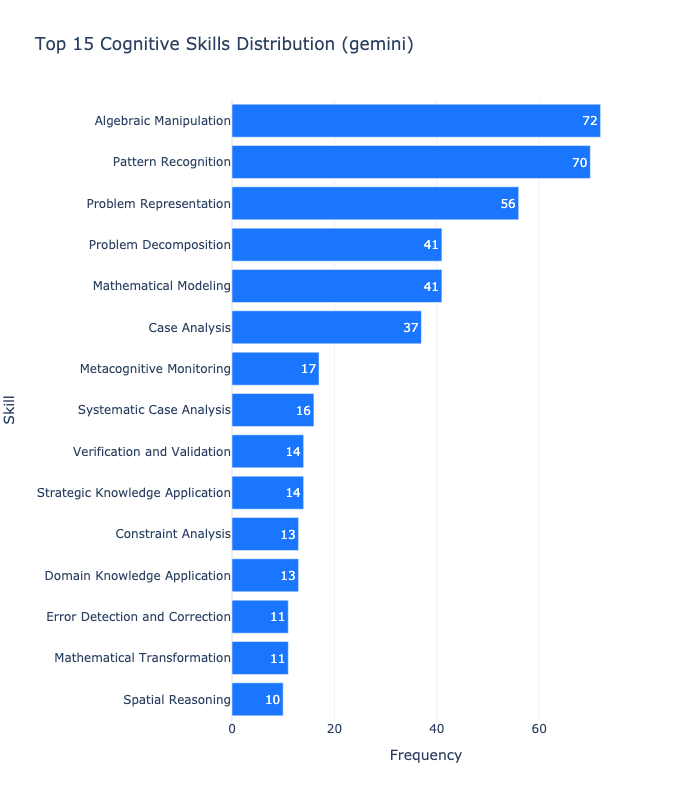 Top 15 Cognitive Skills Distribution (gemini)
Skill
Algebraic Manipulation 72
Pattern Recognition 70
Problem Representation 56
Problem Decomposition 41
Mathematical Modeling 41
Case Analysis 37
Metacognitive Monitoring 17
Systematic Case Analysis 16
Verification and Validation 14
Strategic Knowledge Application 14
Constraint Analysis 13
Domain Knowledge Application 13
Error Detection and Correction 11
Mathematical Transformation 11
Spatial Reasoning 10
0 20 40 60
Frequency